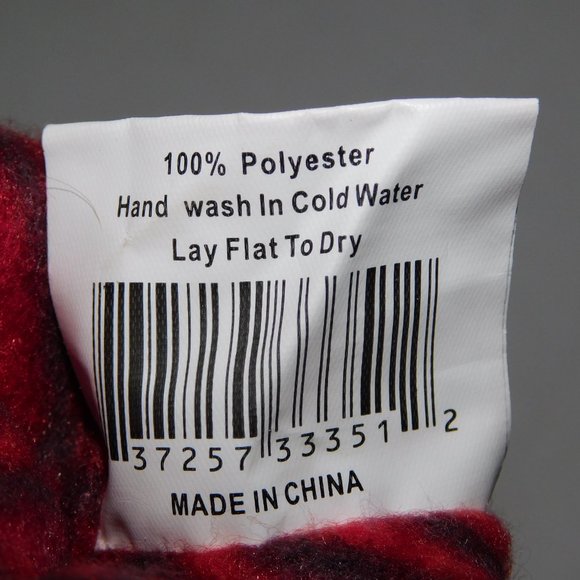 100% Polyester
Hand wash In Cold Water
Lay Flat To Dry
37257 33351 2
MADE IN CHINA